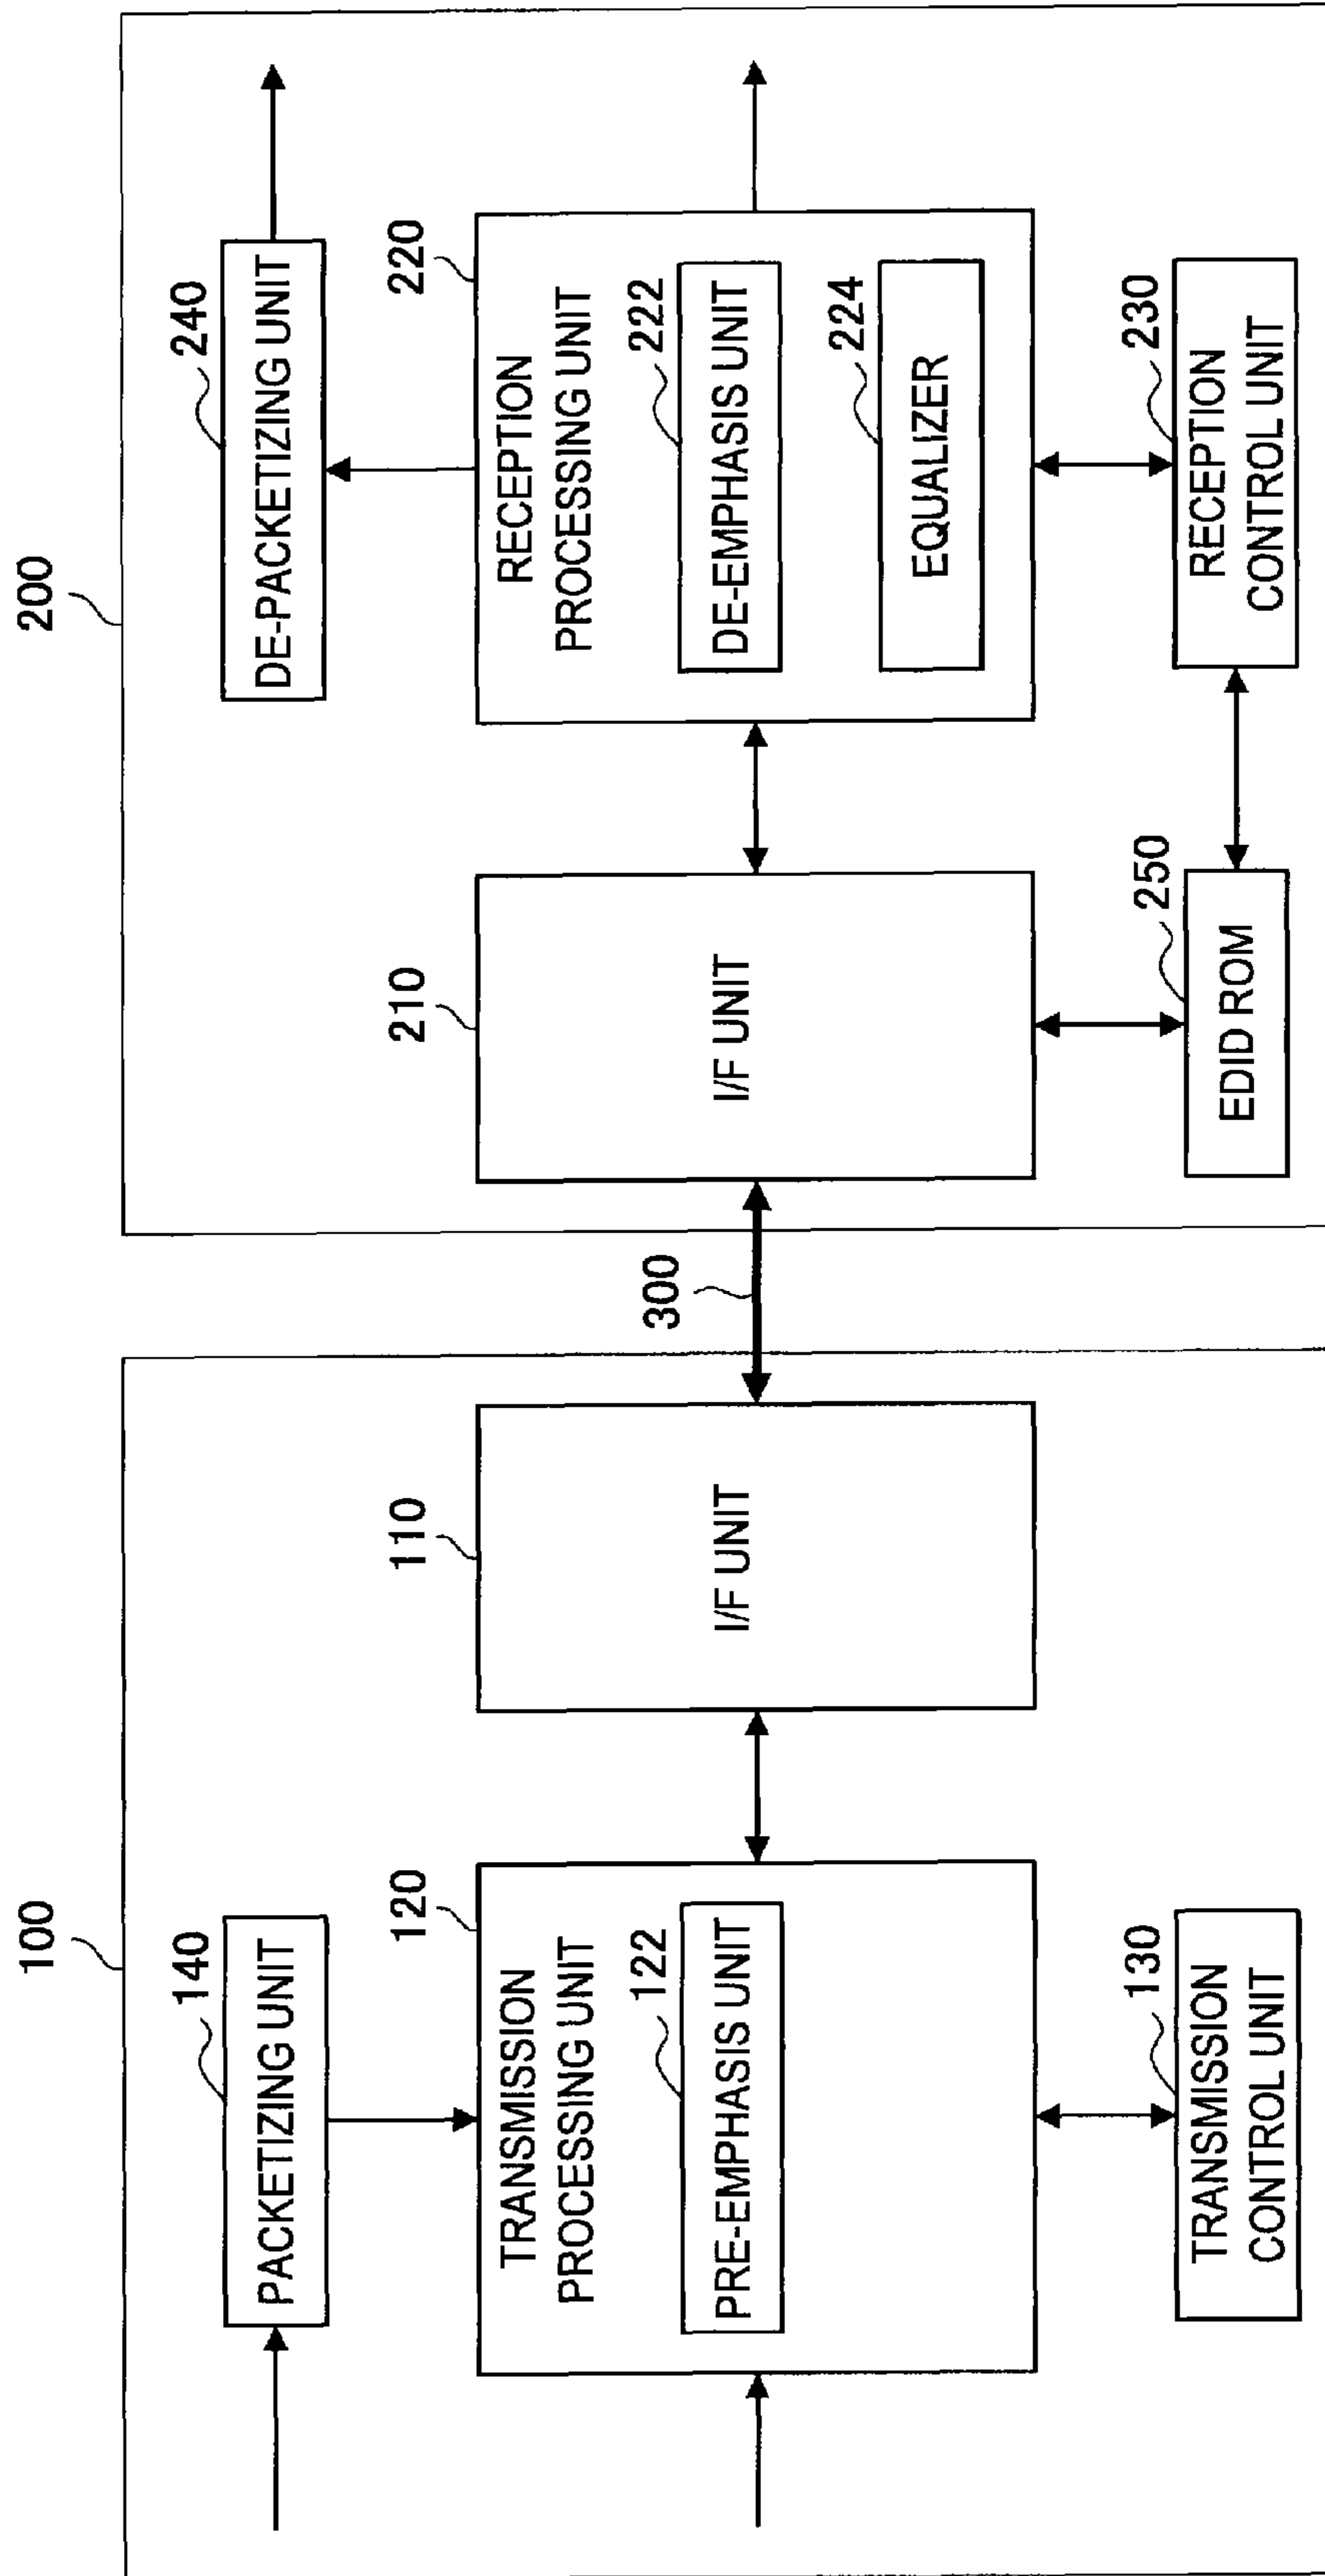 100
140
PACKETIZING UNIT
120
TRANSMISSION
PROCESSING UNIT
122
PRE-EMPHASIS UNIT
130
TRANSMISSION
CONTROL UNIT
110
I/F UNIT
300
200
210
I/F UNIT
250
EDID ROM
240
DE-PACKETIZING UNIT
220
RECEPTION
PROCESSING UNIT
222
DE-EMPHASIS UNIT
224
EQUALIZER
230
RECEPTION
CONTROL UNIT